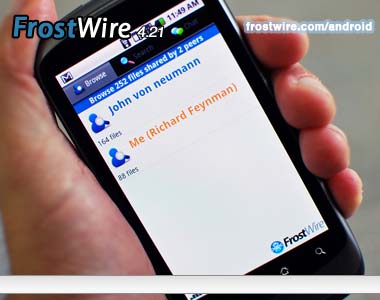 FrostWire 4.21
frostwire.com/android
11:49 AM
Browse
Search
Chat
Browse 252 files shared by 2 peers
John von neumann
164 files
Me (Richard Feynman)
88 files
FrostWire